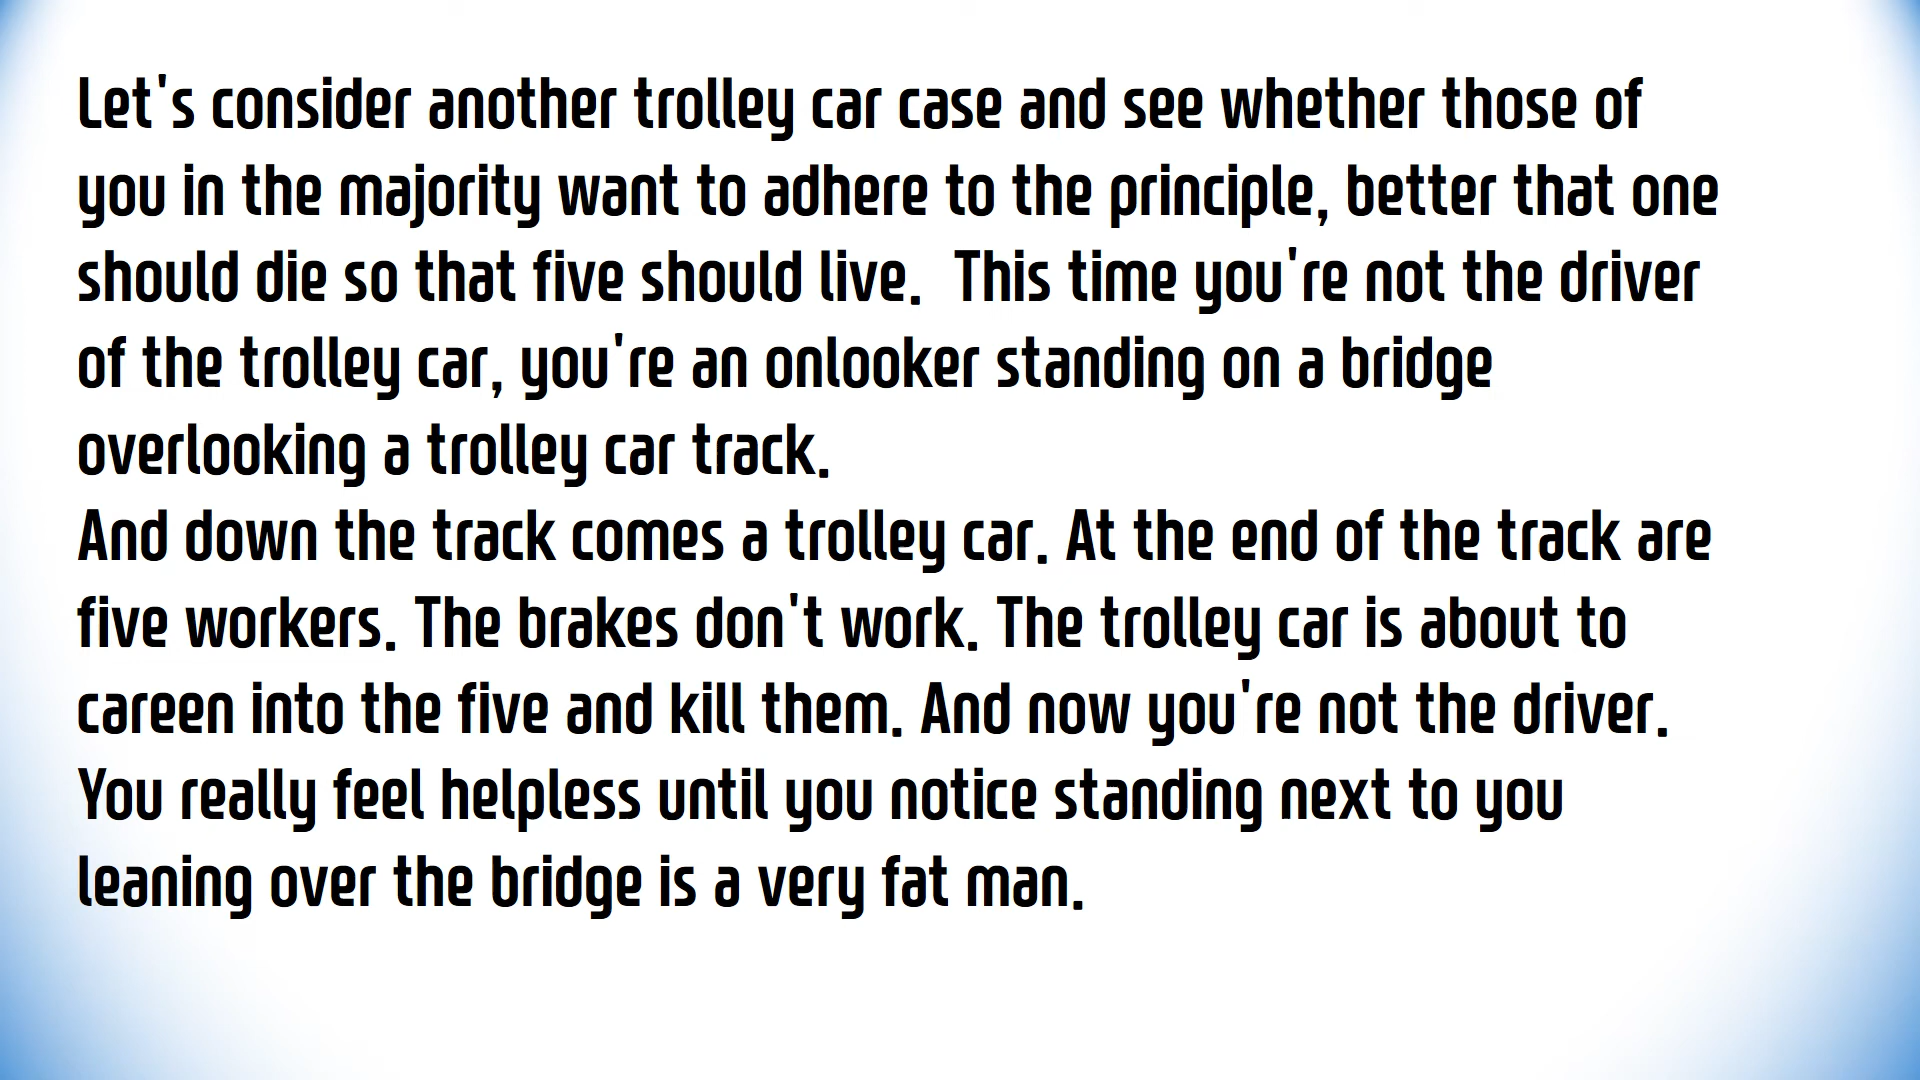 Let's consider another trolley car case and see whether those of
you in the majority want to adhere to the principle, better that one
should die so that five should live.  This time you're not the driver
of the trolley car, you're an onlooker standing on a bridge
overlooking a trolley car track.
And down the track comes a trolley car. At the end of the track are
five workers. The brakes don't work. The trolley car is about to
careen into the five and kill them. And now you're not the driver.
You really feel helpless until you notice standing next to you
leaning over the bridge is a very fat man.